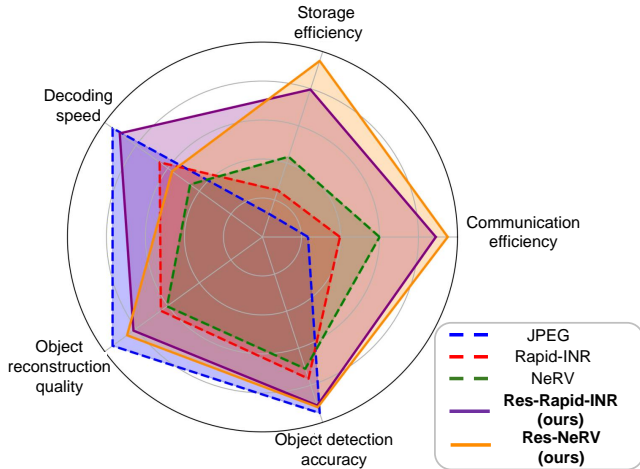 Storage
efficiency
Decoding
speed
Communication
efficiency
Object
reconstruction
quality
Object detection
accuracy
JPEG
Rapid-INR
NeRV
Res-Rapid-INR
(ours)
Res-NeRV
(ours)